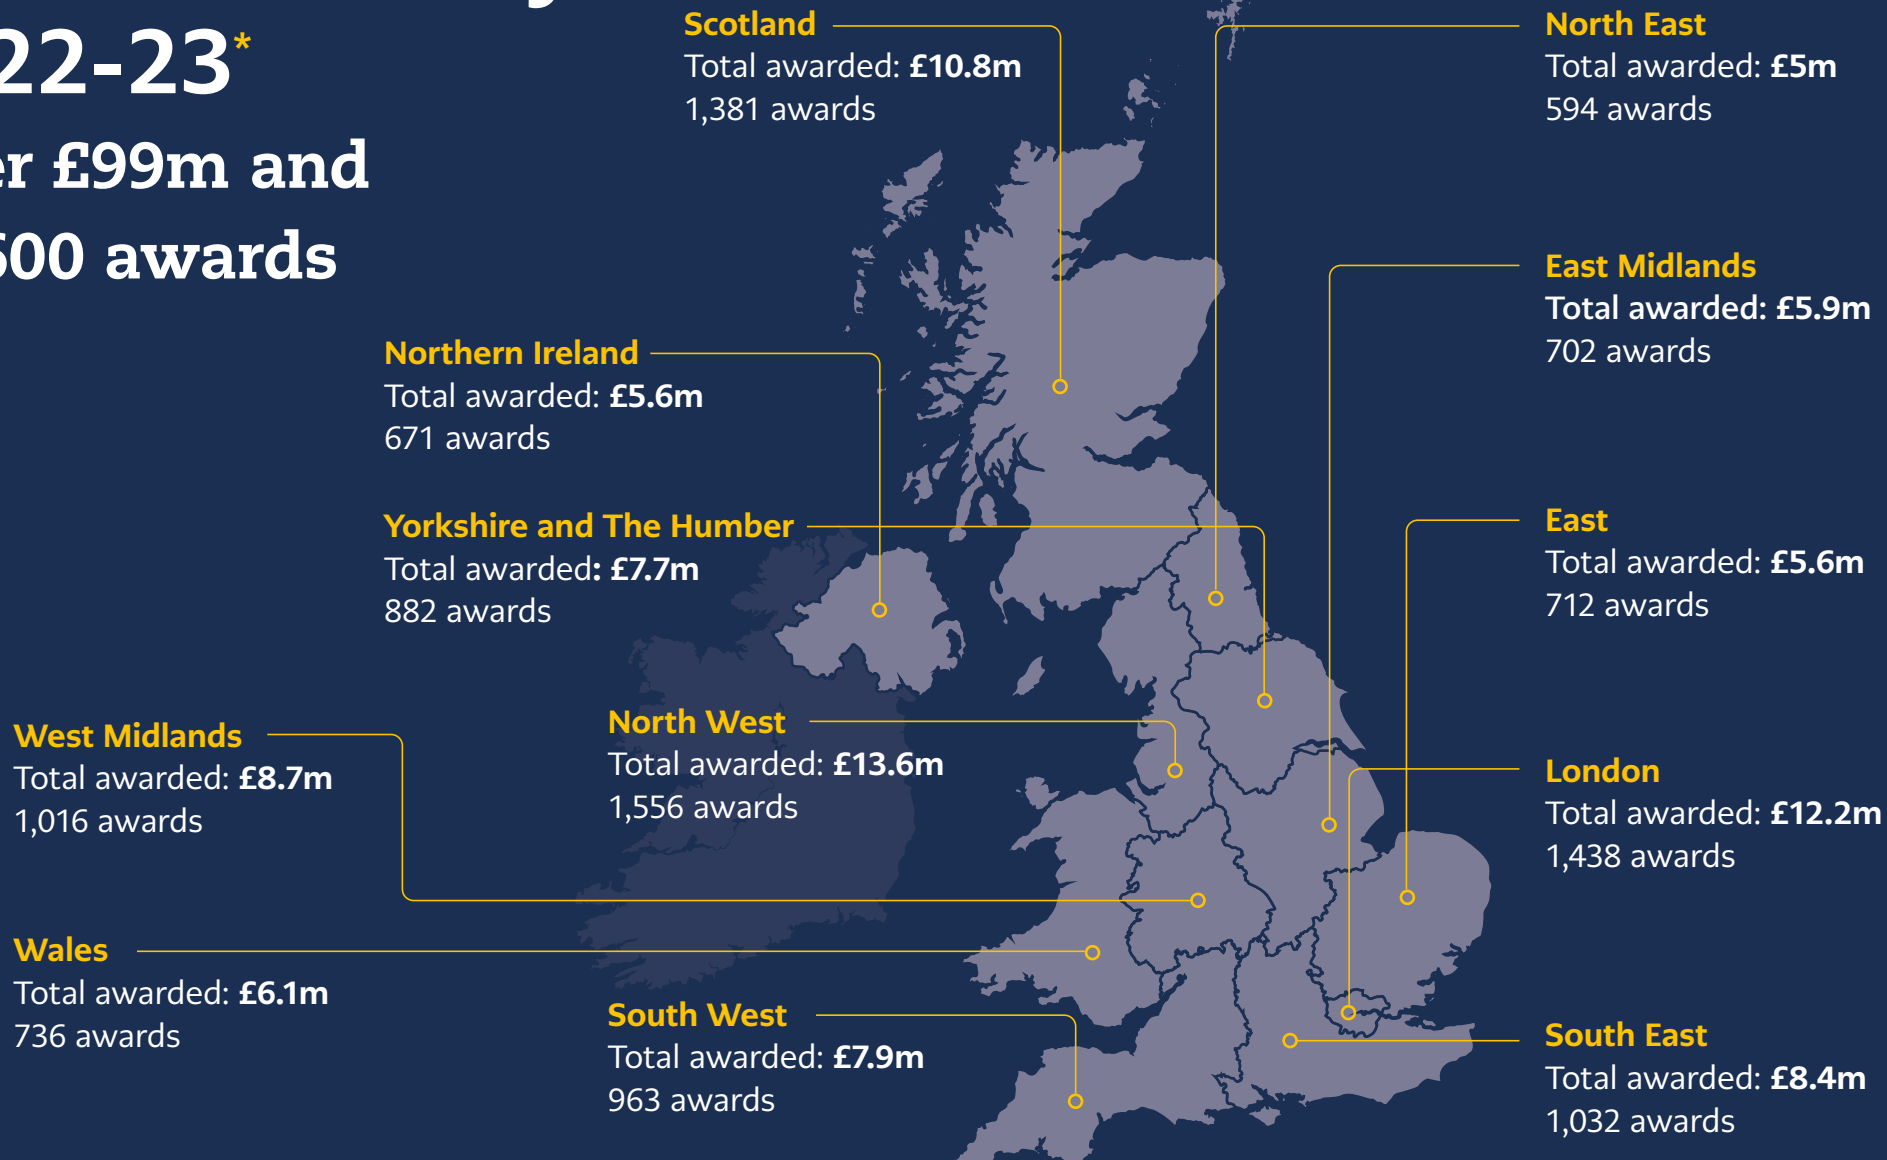 22-23*
£99m and
awards
Scotland
Total awarded: £10.8m
1,381 awards
North East
Total awarded: £5m
594 awards
East Midlands
Total awarded: £5.9m
702 awards
Northern Ireland
Total awarded: £5.6m
671 awards
Yorkshire and The Humber
Total awarded: £7.7m
882 awards
East
Total awarded: £5.6m
712 awards
West Midlands
Total awarded: £8.7m
1,016 awards
North West
Total awarded: £13.6m
1,556 awards
London
Total awarded: £12.2m
1,438 awards
Wales
Total awarded: £6.1m
736 awards
South West
Total awarded: £7.9m
963 awards
South East
Total awarded: £8.4m
1,032 awards